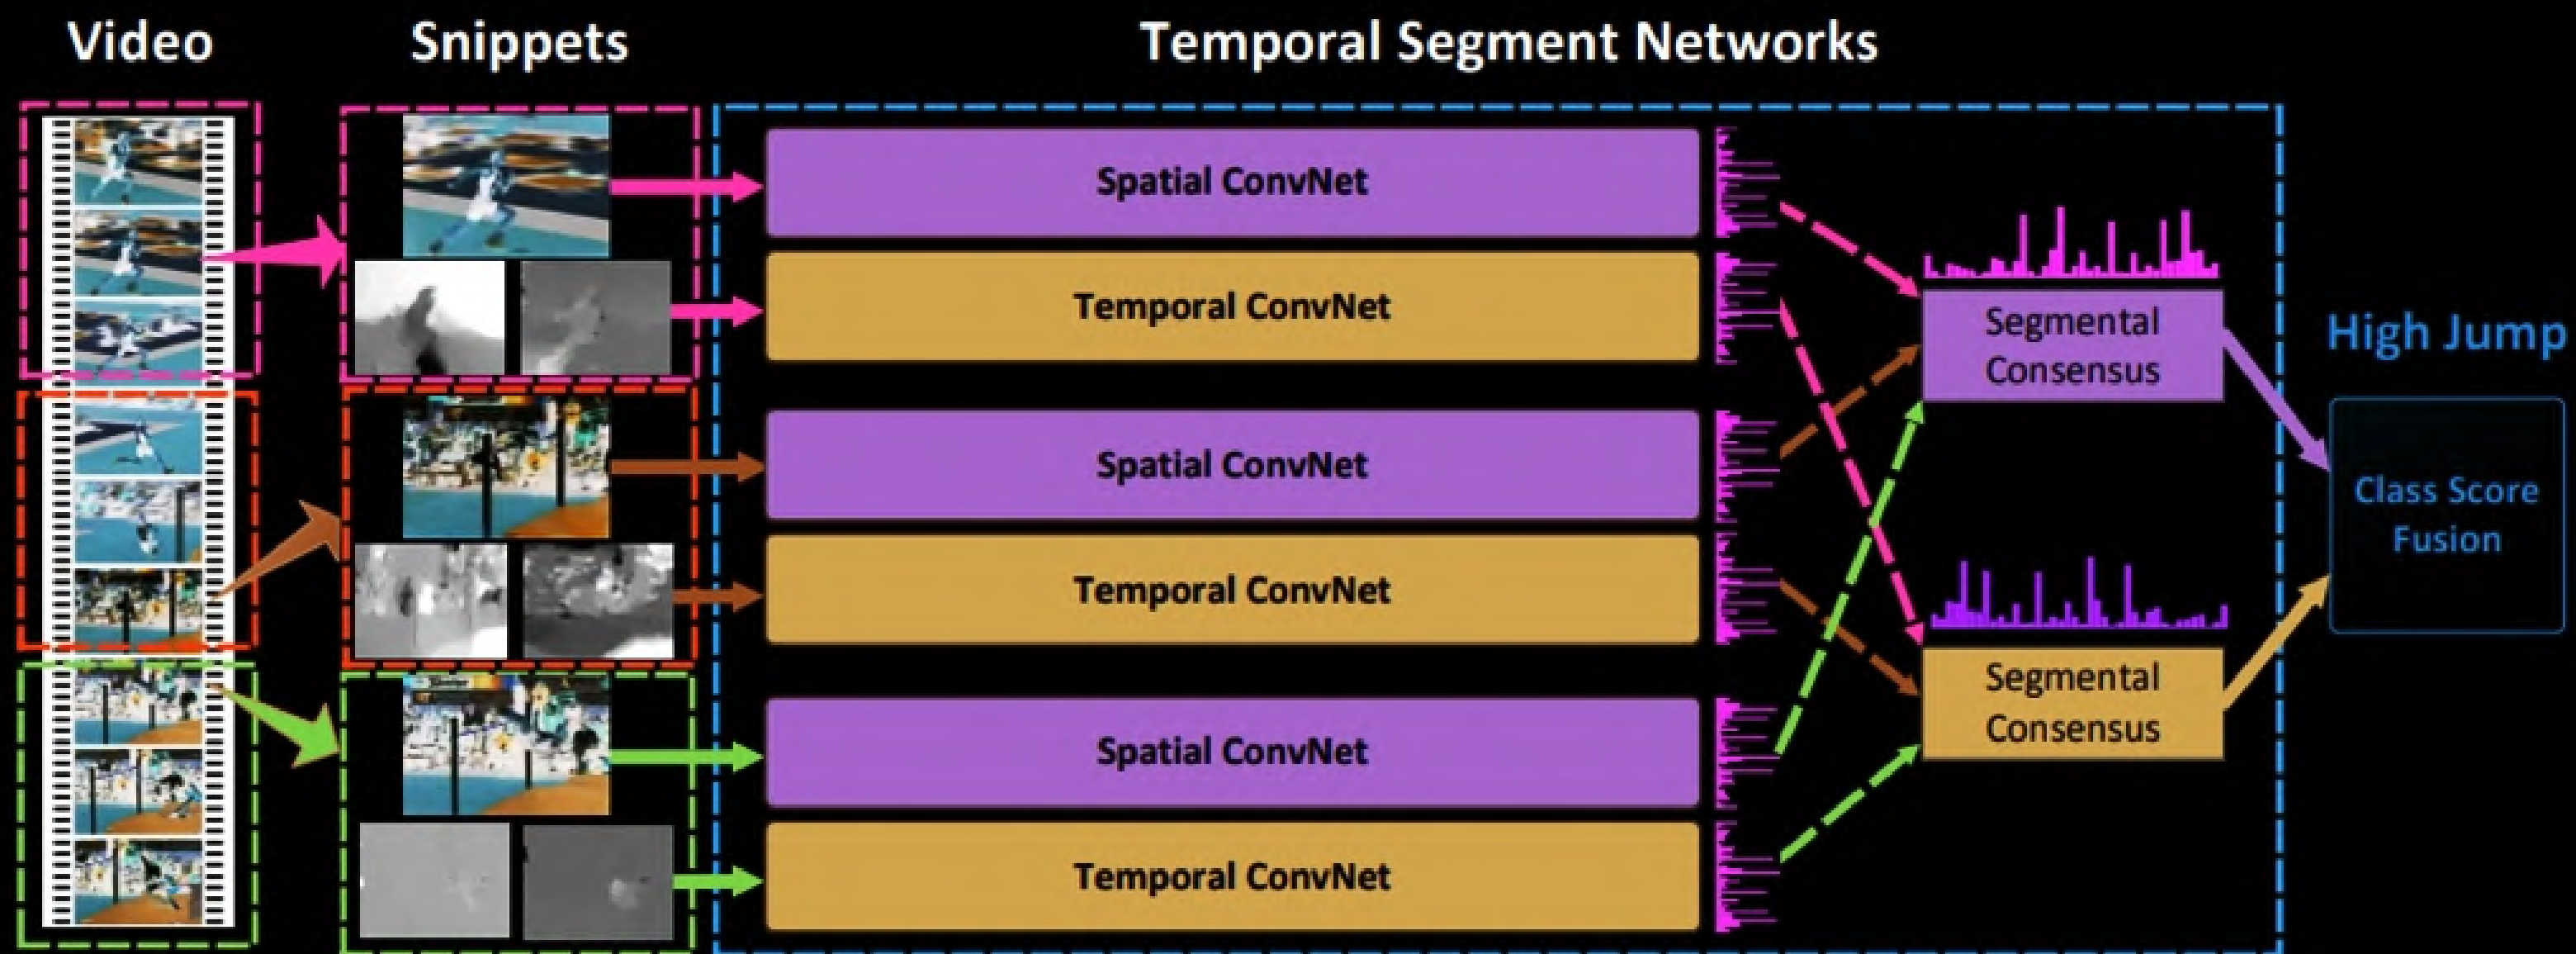 Video
Snippets
Temporal Segment Networks
Spatial ConvNet
Temporal ConvNet
Spatial ConvNet
Temporal ConvNet
Spatial ConvNet
Temporal ConvNet
Segmental
Consensus
Segmental
Consensus
High Jump
Class Score
Fusion